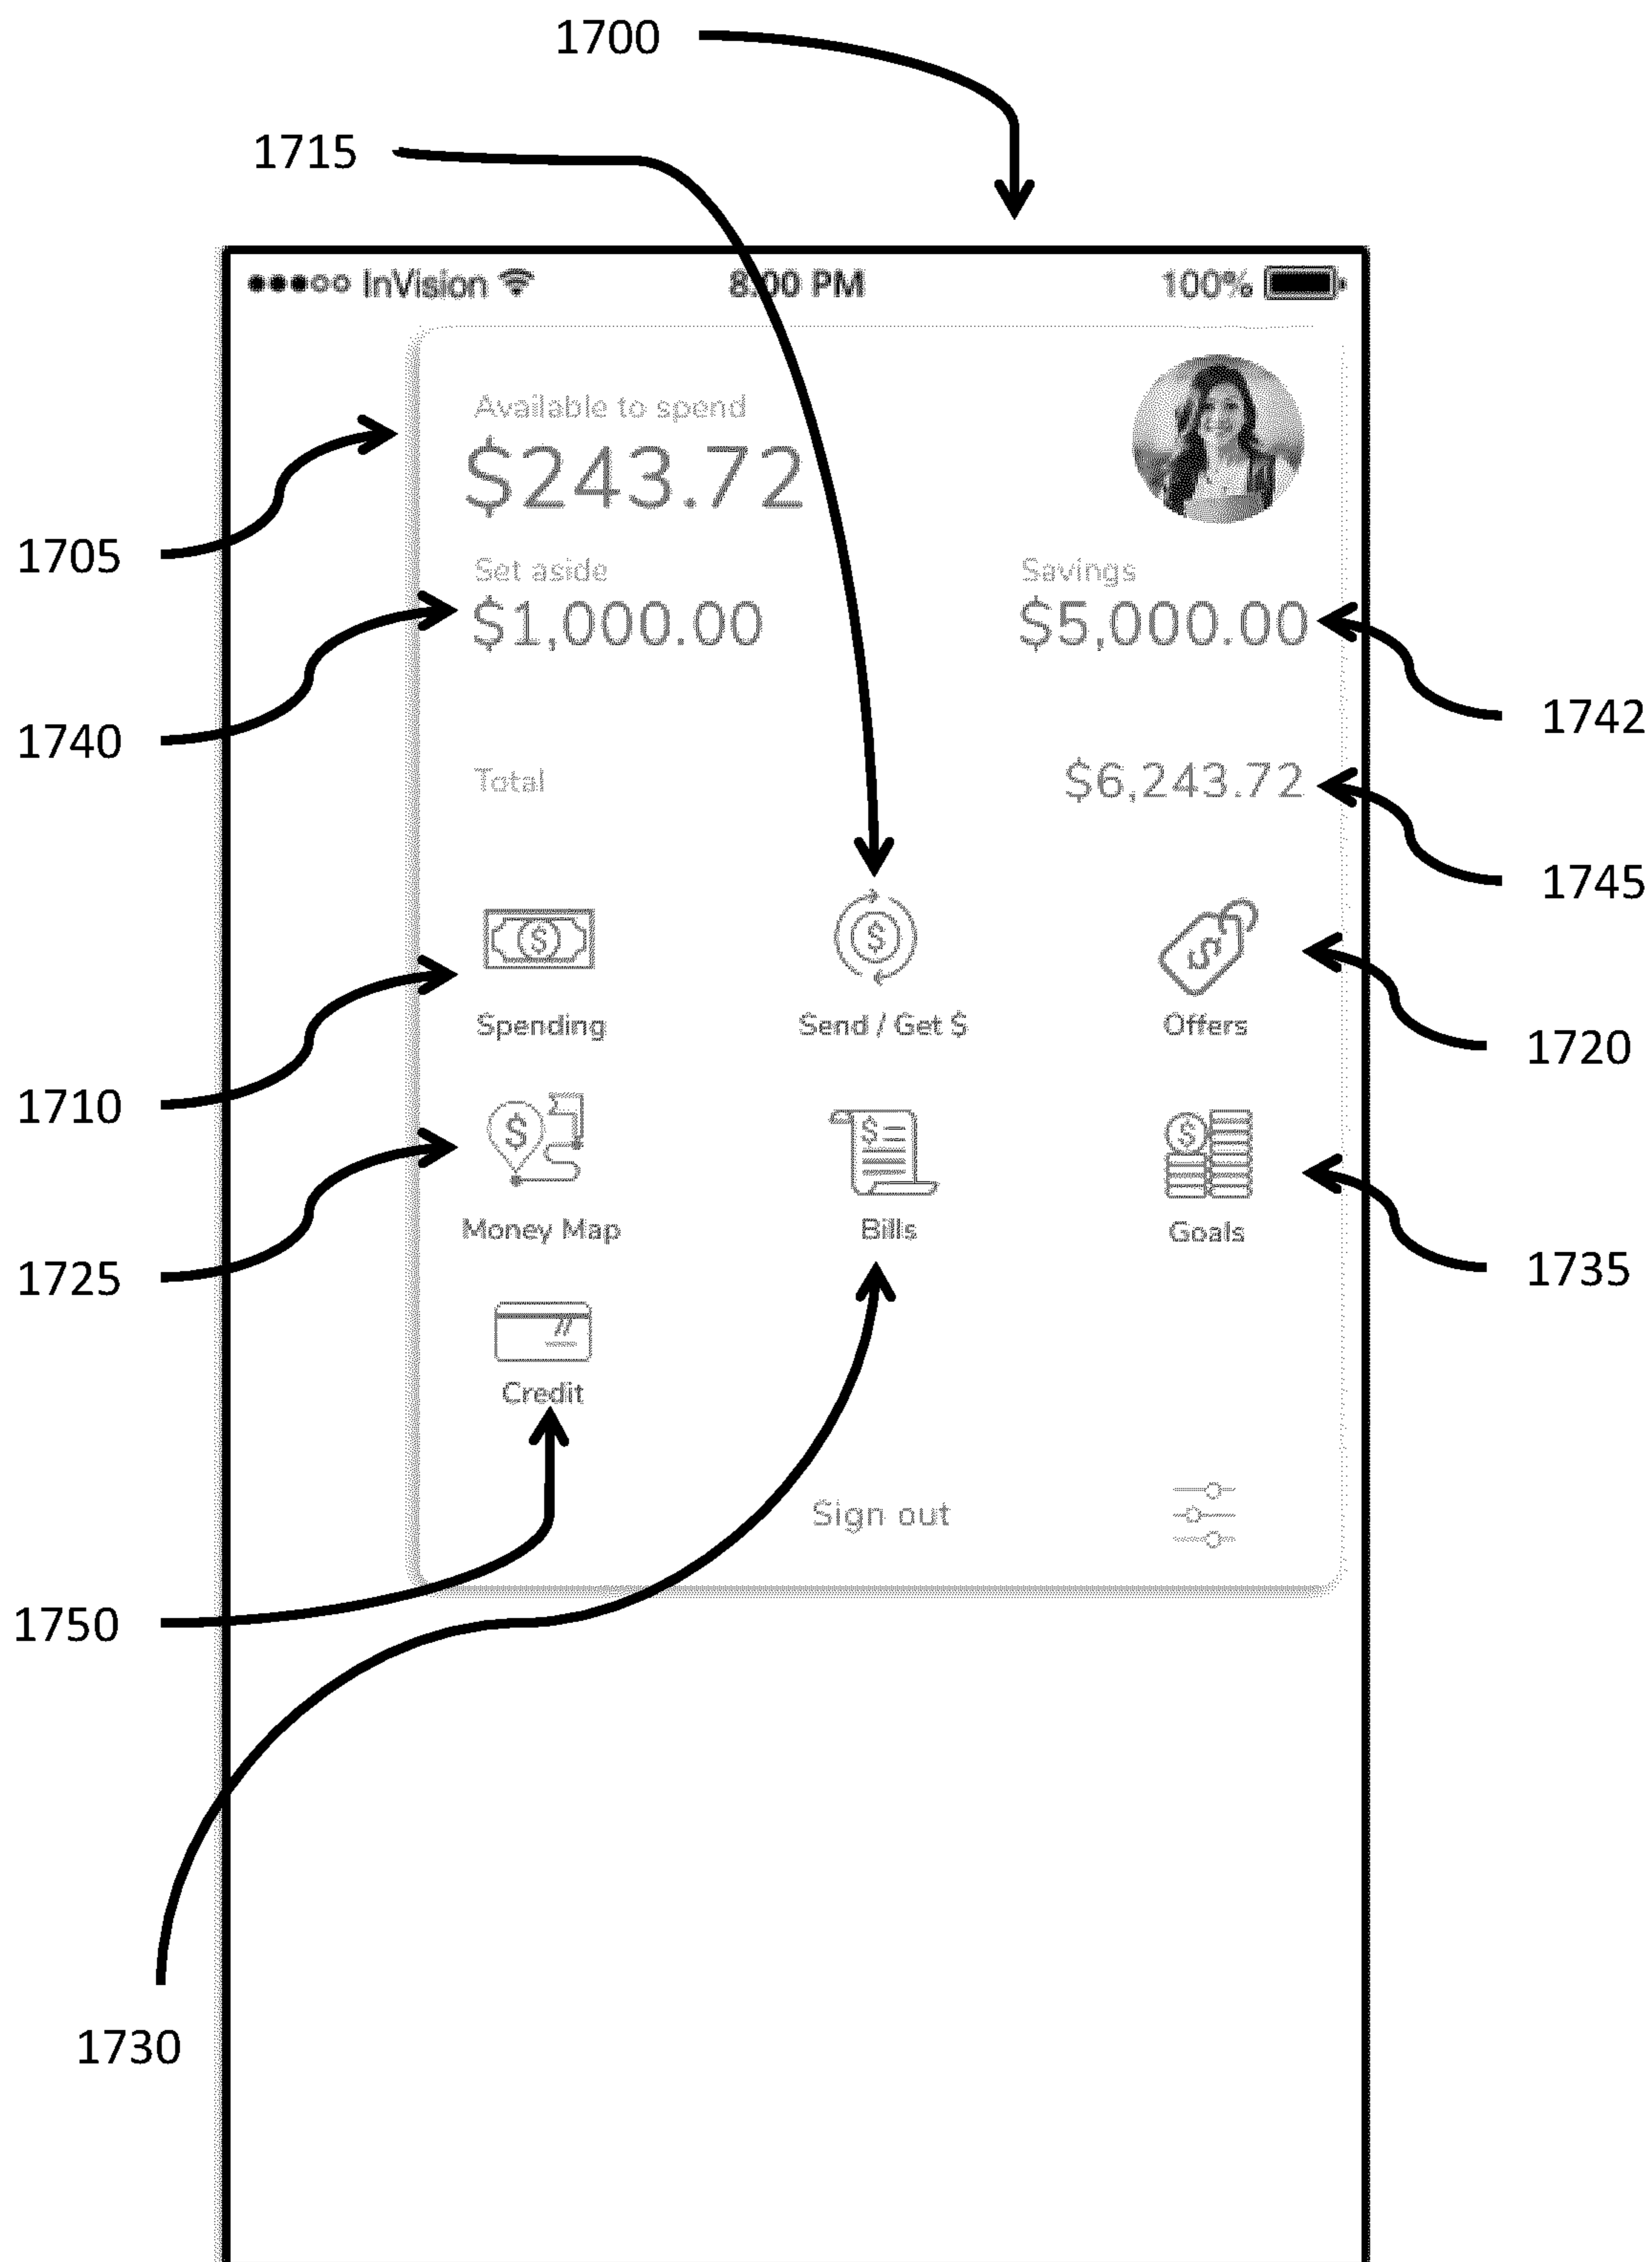 1700
1715
InVision 8:00 PM 100%
Available to spend
$243.72
1705
Set aside Savings
$1,000.00 $5,000.00
1740 1742
Total $6,243.72
1745
$ $ $
Spending Send / Get $ Offers
1710 1720
$ $ $
Money Map Bills Goals
1725 1735
Credit
Sign out
1750
1730